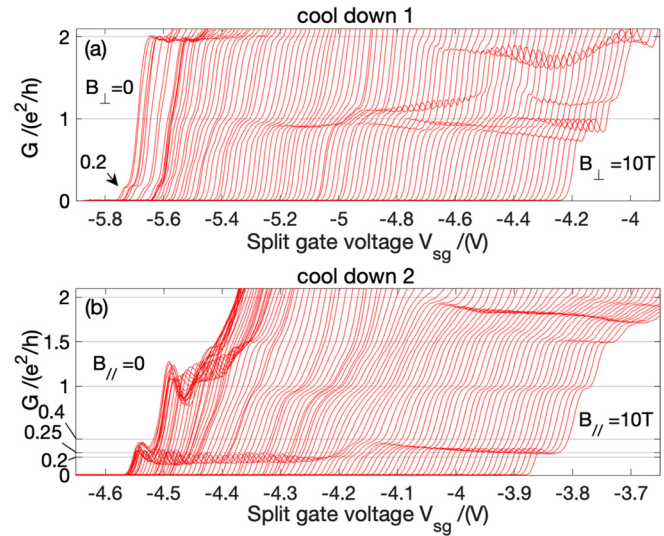 cool down 1
(a)
B⊥=0
0.2
B⊥=10T
G /(e²/h)
2
1
0
-5.8 -5.6 -5.4 -5.2 -5 -4.8 -4.6 -4.4 -4.2 -4
Split gate voltage Vsg /(V)
cool down 2
(b)
B//=0
B//=10T
G /(e²/h)
2
1.5
1
0.4
0.25
0.2
0
-4.6 -4.5 -4.4 -4.3 -4.2 -4.1 -4 -3.9 -3.8 -3.7
Split gate voltage Vsg /(V)